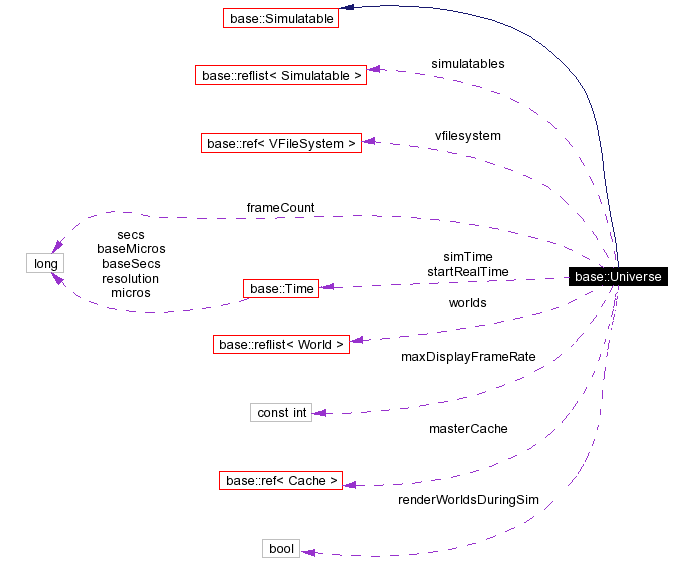 base::Simulatable
simulatables
base::reflist< Simulatable >
vfilesystem
base::ref< VFileSystem >
frameCount
secs
baseMicros
baseSecs
resolution
micros
long
simTime
startRealTime
base::Universe
base::Time
worlds
base::reflist< World >
maxDisplayFrameRate
const int
masterCache
base::ref< Cache >
renderWorldsDuringSim
bool